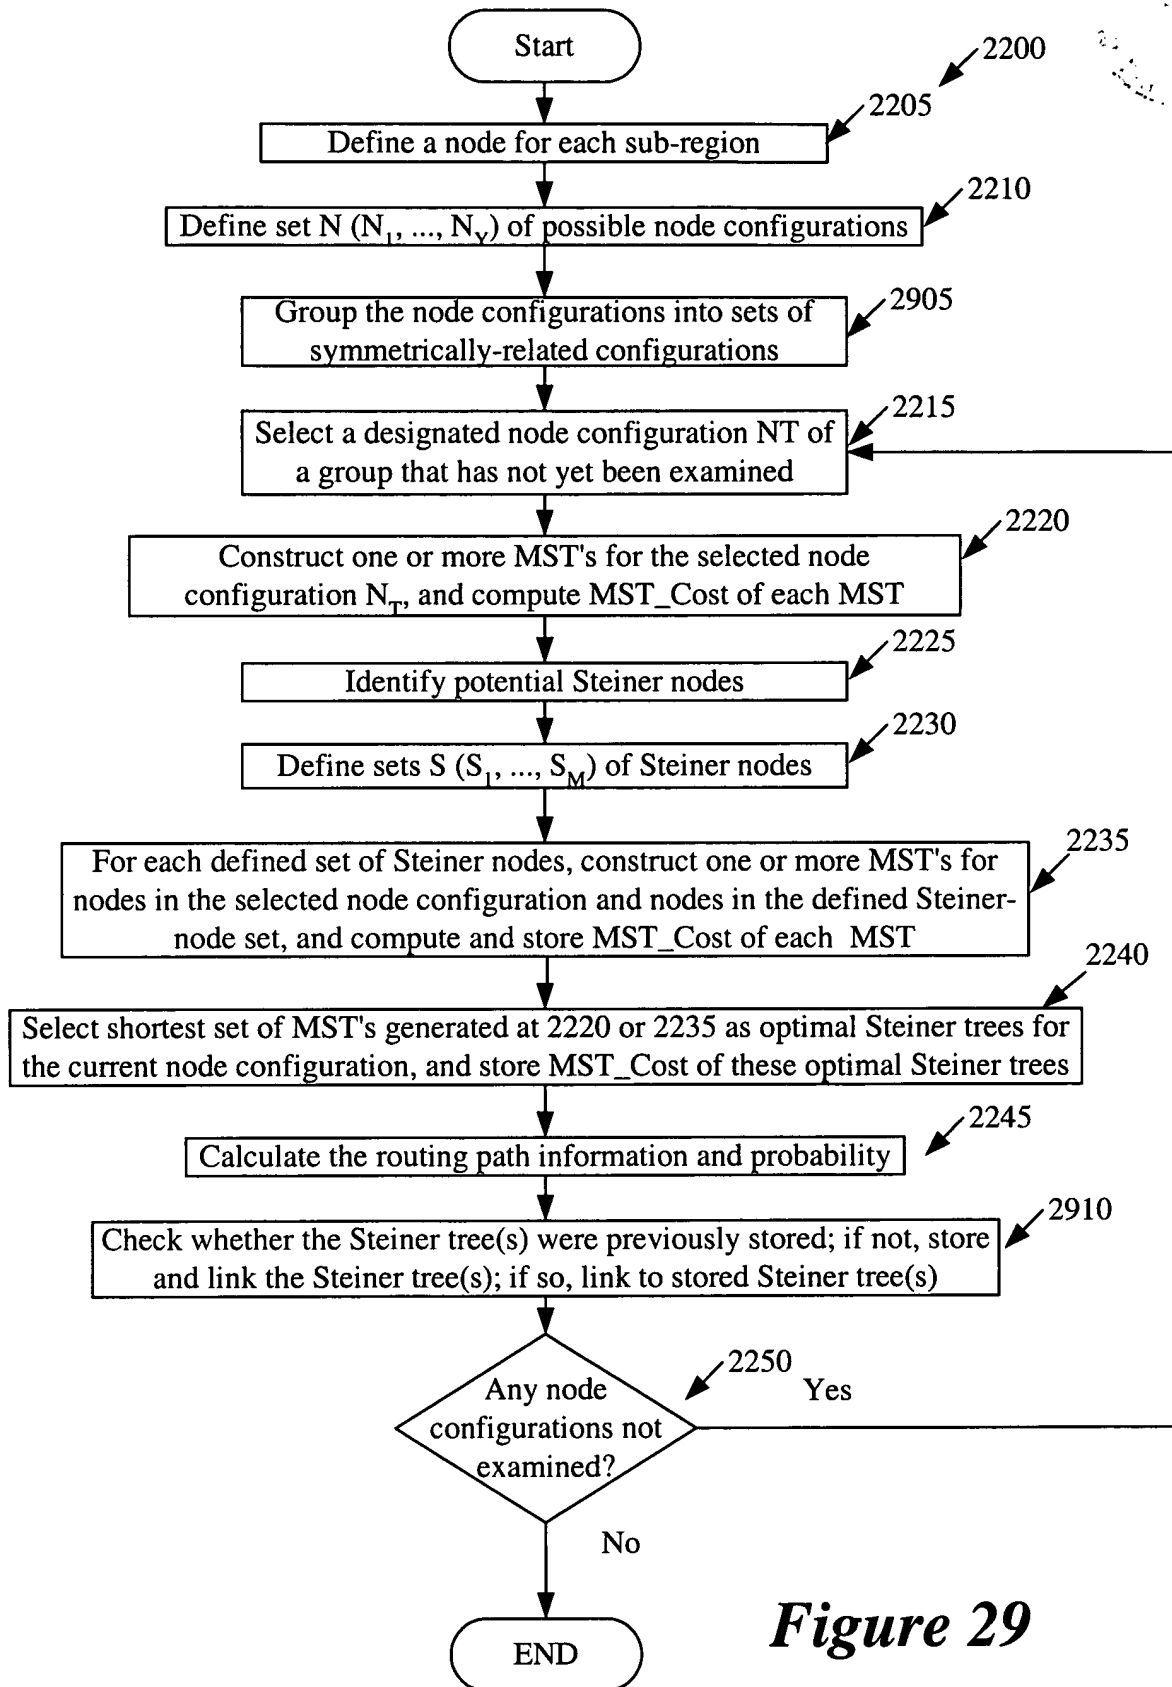 Start
2200
2205
Define a node for each sub-region
2210
Define set N (N₁, ..., N_Y) of possible node configurations
2905
Group the node configurations into sets of
symmetrically-related configurations
2215
Select a designated node configuration NT of
a group that has not yet been examined
2220
Construct one or more MST's for the selected node
configuration N_T, and compute MST_Cost of each MST
2225
Identify potential Steiner nodes
2230
Define sets S (S₁, ..., S_M) of Steiner nodes
2235
For each defined set of Steiner nodes, construct one or more MST's for
nodes in the selected node configuration and nodes in the defined Steiner-
node set, and compute and store MST_Cost of each MST
2240
Select shortest set of MST's generated at 2220 or 2235 as optimal Steiner trees for
the current node configuration, and store MST_Cost of these optimal Steiner trees
2245
Calculate the routing path information and probability
2910
Check whether the Steiner tree(s) were previously stored; if not, store
and link the Steiner tree(s); if so, link to stored Steiner tree(s)
2250
Yes
Any node
configurations not
examined?
No
END
Figure 29